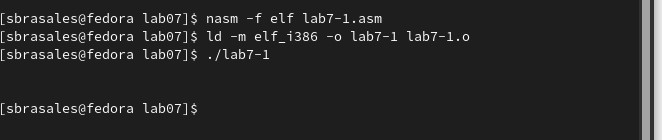 [sbrasales@fedora lab07]$ nasm -f elf lab7-1.asm
[sbrasales@fedora lab07]$ ld -m elf_i386 -o lab7-1 lab7-1.o
[sbrasales@fedora lab07]$ ./lab7-1
[sbrasales@fedora lab07]$